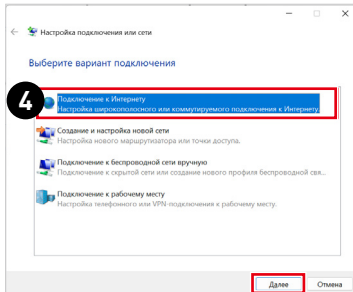 Настройка подключения или сети
Выберите вариант подключения
4
Подключение к Интернету
Настройка широкополосного или коммутируемого подключения к Интернету.
Создание и настройка новой сети
Настройка нового маршрутизатора или точки доступа.
Подключение к беспроводной сети вручную
Подключение к скрытой сети или создание нового профиля беспроводной свя...
Подключение к рабочему месту
Настройка телефонного или VPN-подключения к рабочему месту.
Далее Отмена